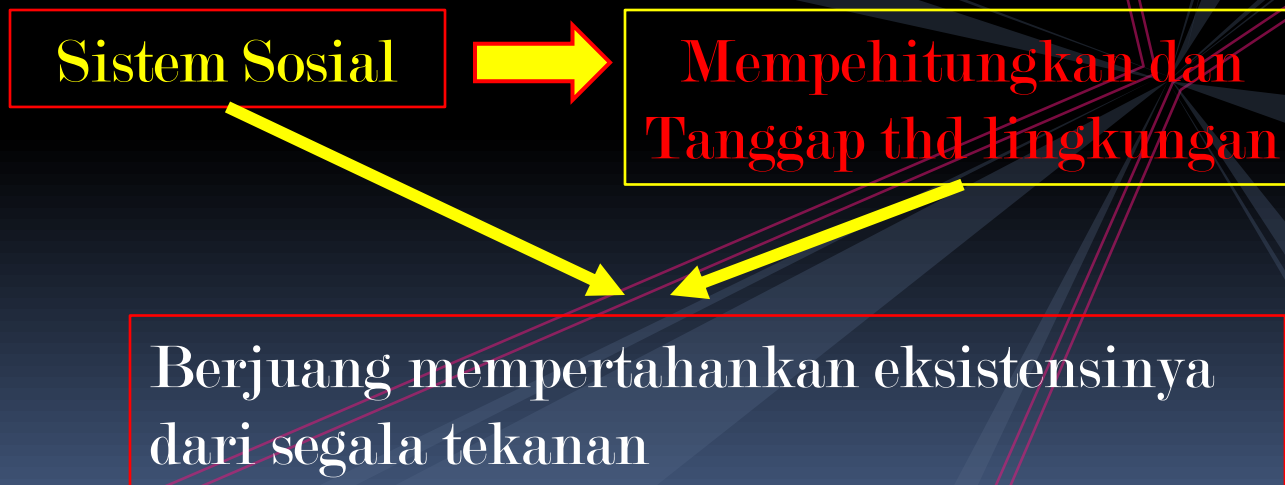 Sistem Sosial
Mempehitungkan dan
Tanggap thd lingkungan
Berjuang mempertahankan eksistensinya
dari segala tekanan